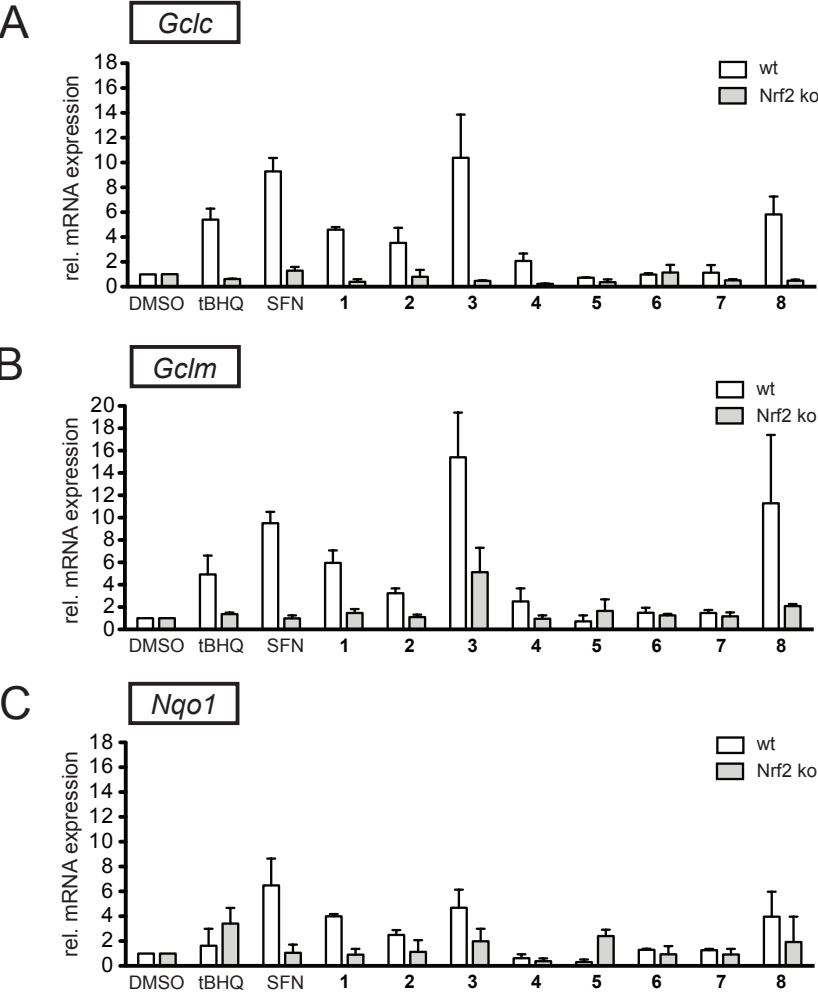 A
Gclc
rel. mRNA expression
18
16
14
12
10
8
6
4
2
0
wt
Nrf2 ko
DMSO tBHQ SFN 1 2 3 4 5 6 7 8
B
Gclm
rel. mRNA expression
20
18
16
14
12
10
8
6
4
2
0
wt
Nrf2 ko
DMSO tBHQ SFN 1 2 3 4 5 6 7 8
C
Nqo1
rel. mRNA expression
18
16
14
12
10
8
6
4
2
0
wt
Nrf2 ko
DMSO tBHQ SFN 1 2 3 4 5 6 7 8